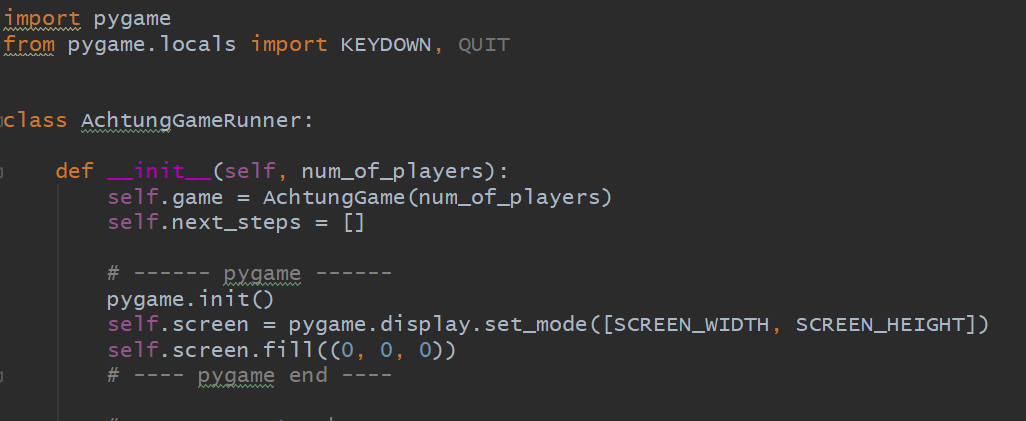 import pygame
from pygame.locals import KEYDOWN, QUIT
class AchtungGameRunner:
def __init__(self, num_of_players):
self.game = AchtungGame(num_of_players)
self.next_steps = []
# ------ pygame ------
pygame.init()
self.screen = pygame.display.set_mode([SCREEN_WIDTH, SCREEN_HEIGHT])
self.screen.fill((0, 0, 0))
# ---- pygame end ----